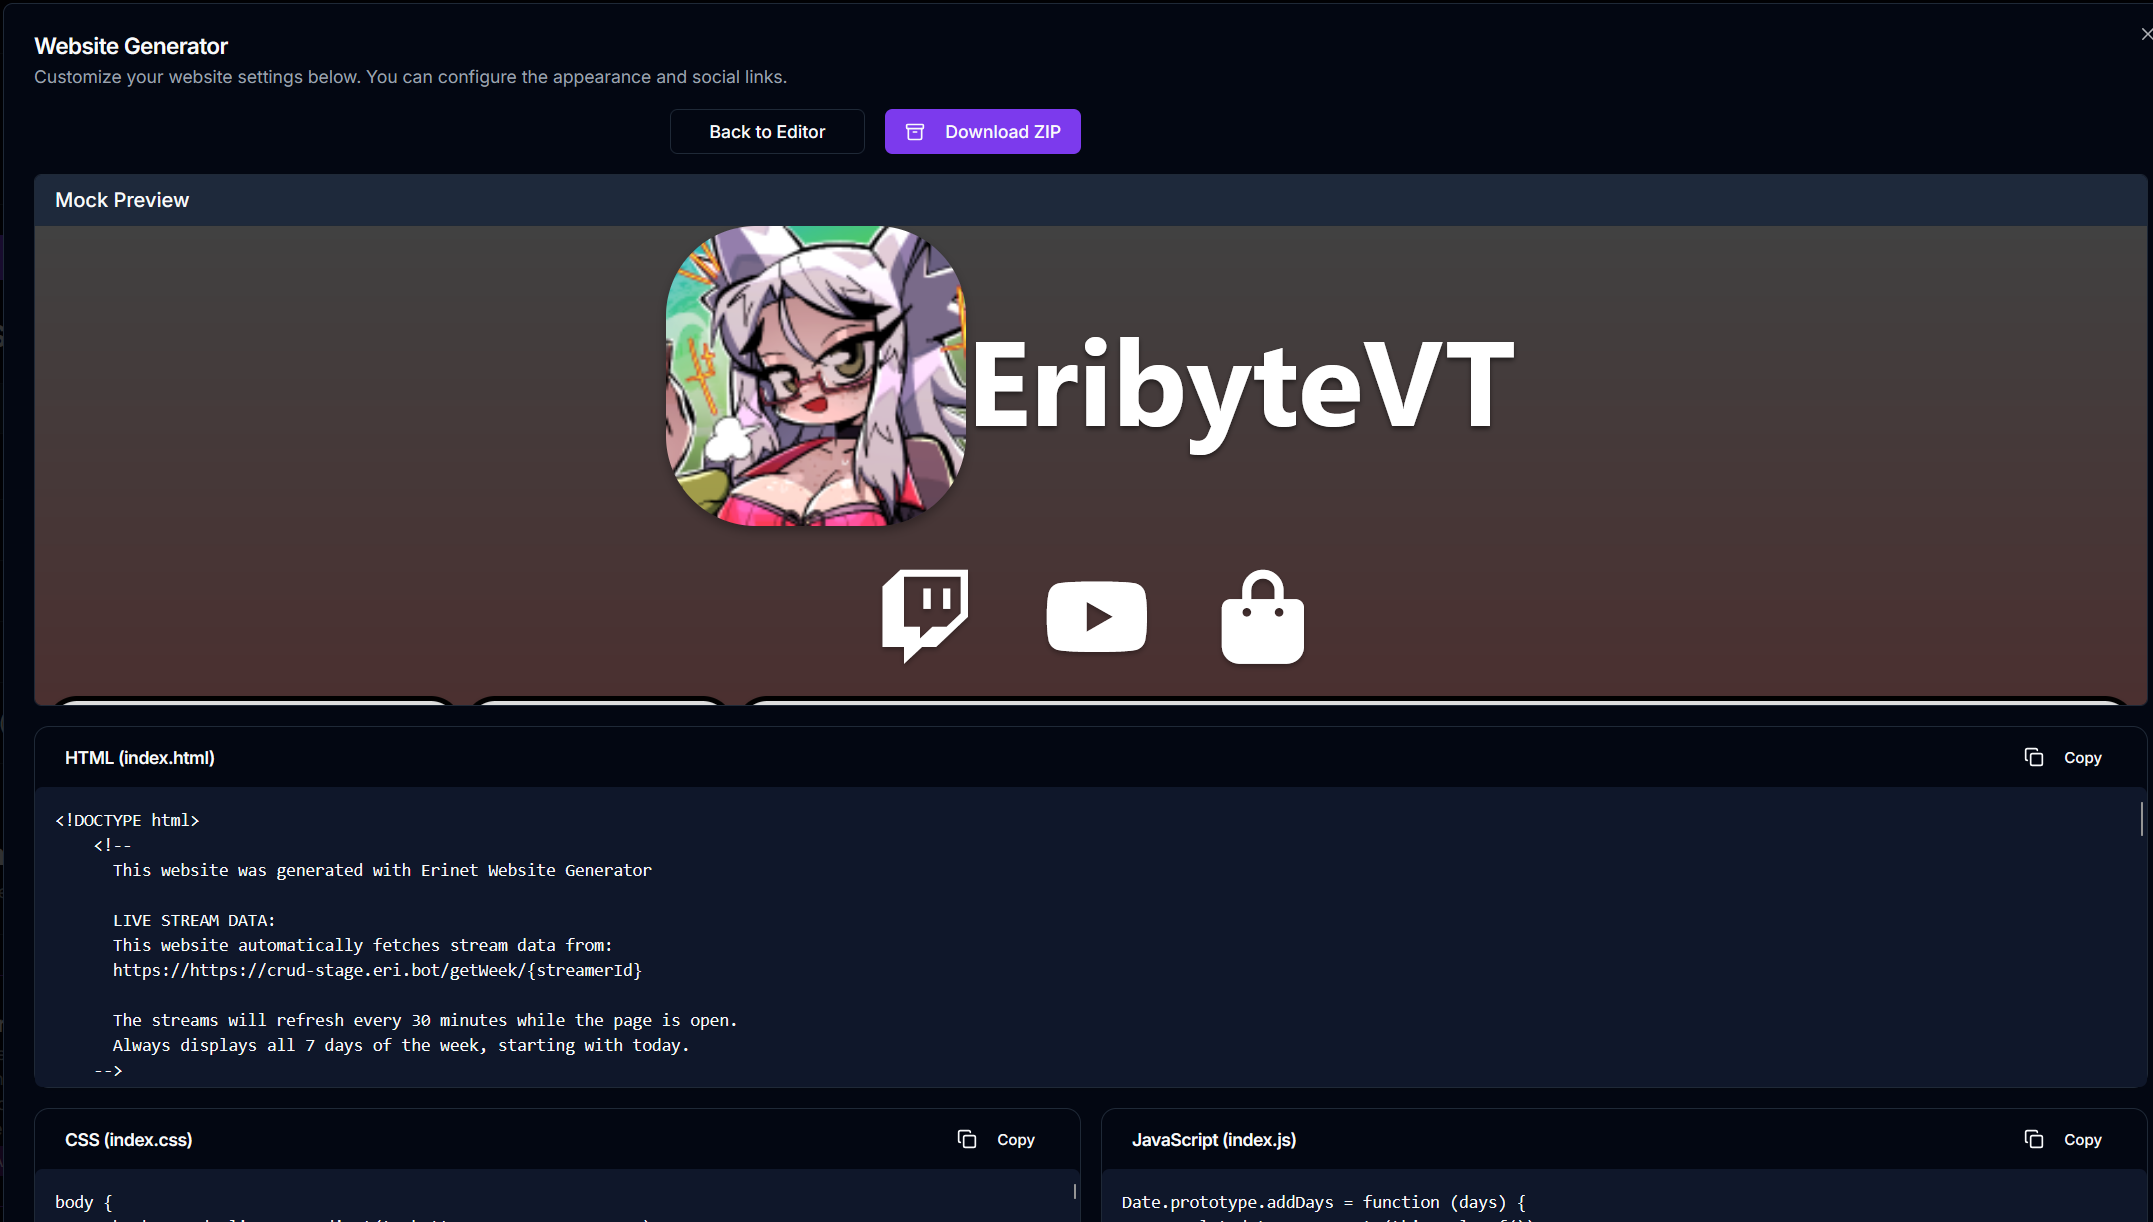 Website Generator
Customize your website settings below. You can configure the appearance and social links.
Back to Editor
Download ZIP
Mock Preview
EribyteVT
HTML (index.html)
Copy
<!DOCTYPE html>
<!--
This website was generated with Erinet Website Generator
LIVE STREAM DATA:
This website automatically fetches stream data from:
https://https://crud-stage.eri.bot/getWeek/{streamerId}
The streams will refresh every 30 minutes while the page is open.
Always displays all 7 days of the week, starting with today.
-->
CSS (index.css)
Copy
body {
JavaScript (index.js)
Copy
Date.prototype.addDays = function (days) {